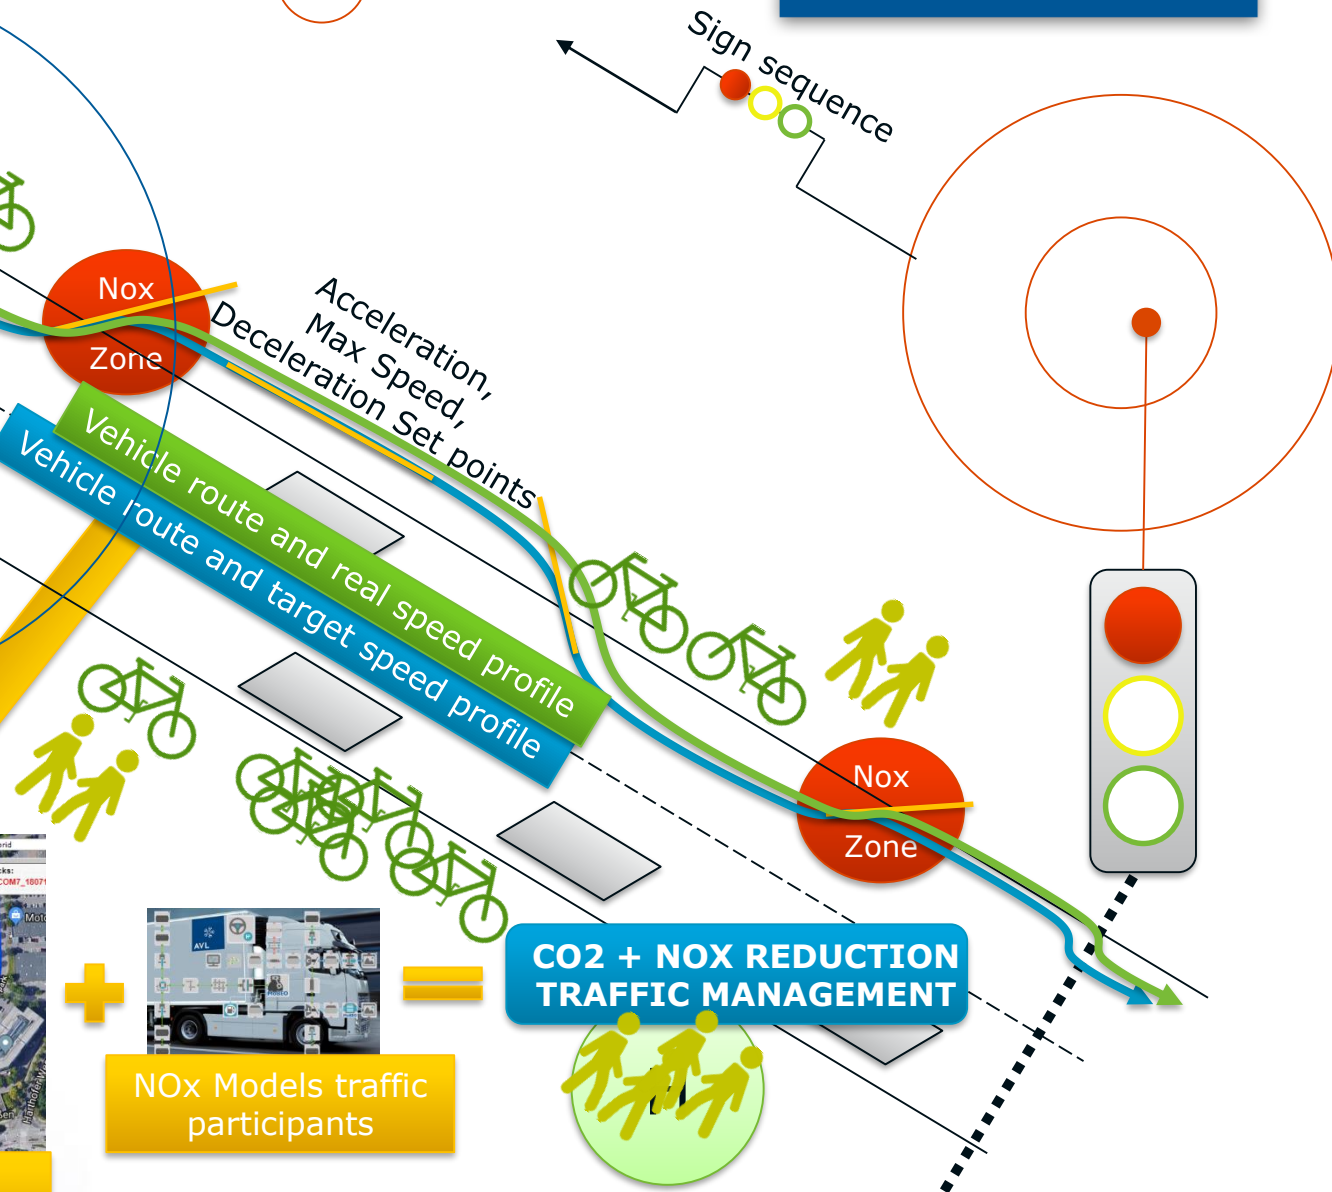 Sign sequence
Nox
Zone
Acceleration,
Max Speed,
Deceleration Set points
Vehicle route and real speed profile
Vehicle route and target speed profile
Nox
Zone
AVL
CO2 + NOX REDUCTION
TRAFFIC MANAGEMENT
NOx Models traffic
participants